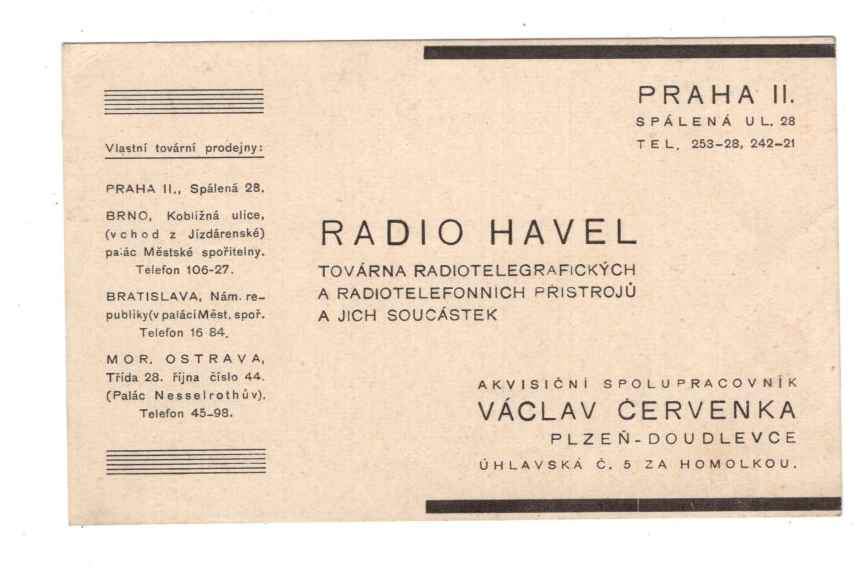 Vlastní tovární prodejny:
PRAHA II., Spálená 28.
BRNO, Kobližná ulice,
(vchod z Jízdárenské)
palác Městské spořitelny.
Telefon 106-27.
BRATISLAVA, Nám. re-
publiky(v paláci Měst. spoř.
Telefon 16 84.
MOR. OSTRAVA,
Třída 28. října číslo 44.
(Palác Nesselrothův).
Telefon 45-98.
PRAHA II.
SPÁLENÁ UL. 28
TEL. 253-28, 242-21
RADIO HAVEL
TOVÁRNA RADIOTELEGRAFICKÝCH
A RADIOTELEFONNICH PŘISTROJŮ
A JICH SOUCÁSTEK
AKVISIČNÍ SPOLUPRACOVNÍK
VÁCLAV ČERVENKA
PLZEŇ-DOUDLEVCE
ÚHLAVSKÁ Č. 5 ZA HOMOLKOU.